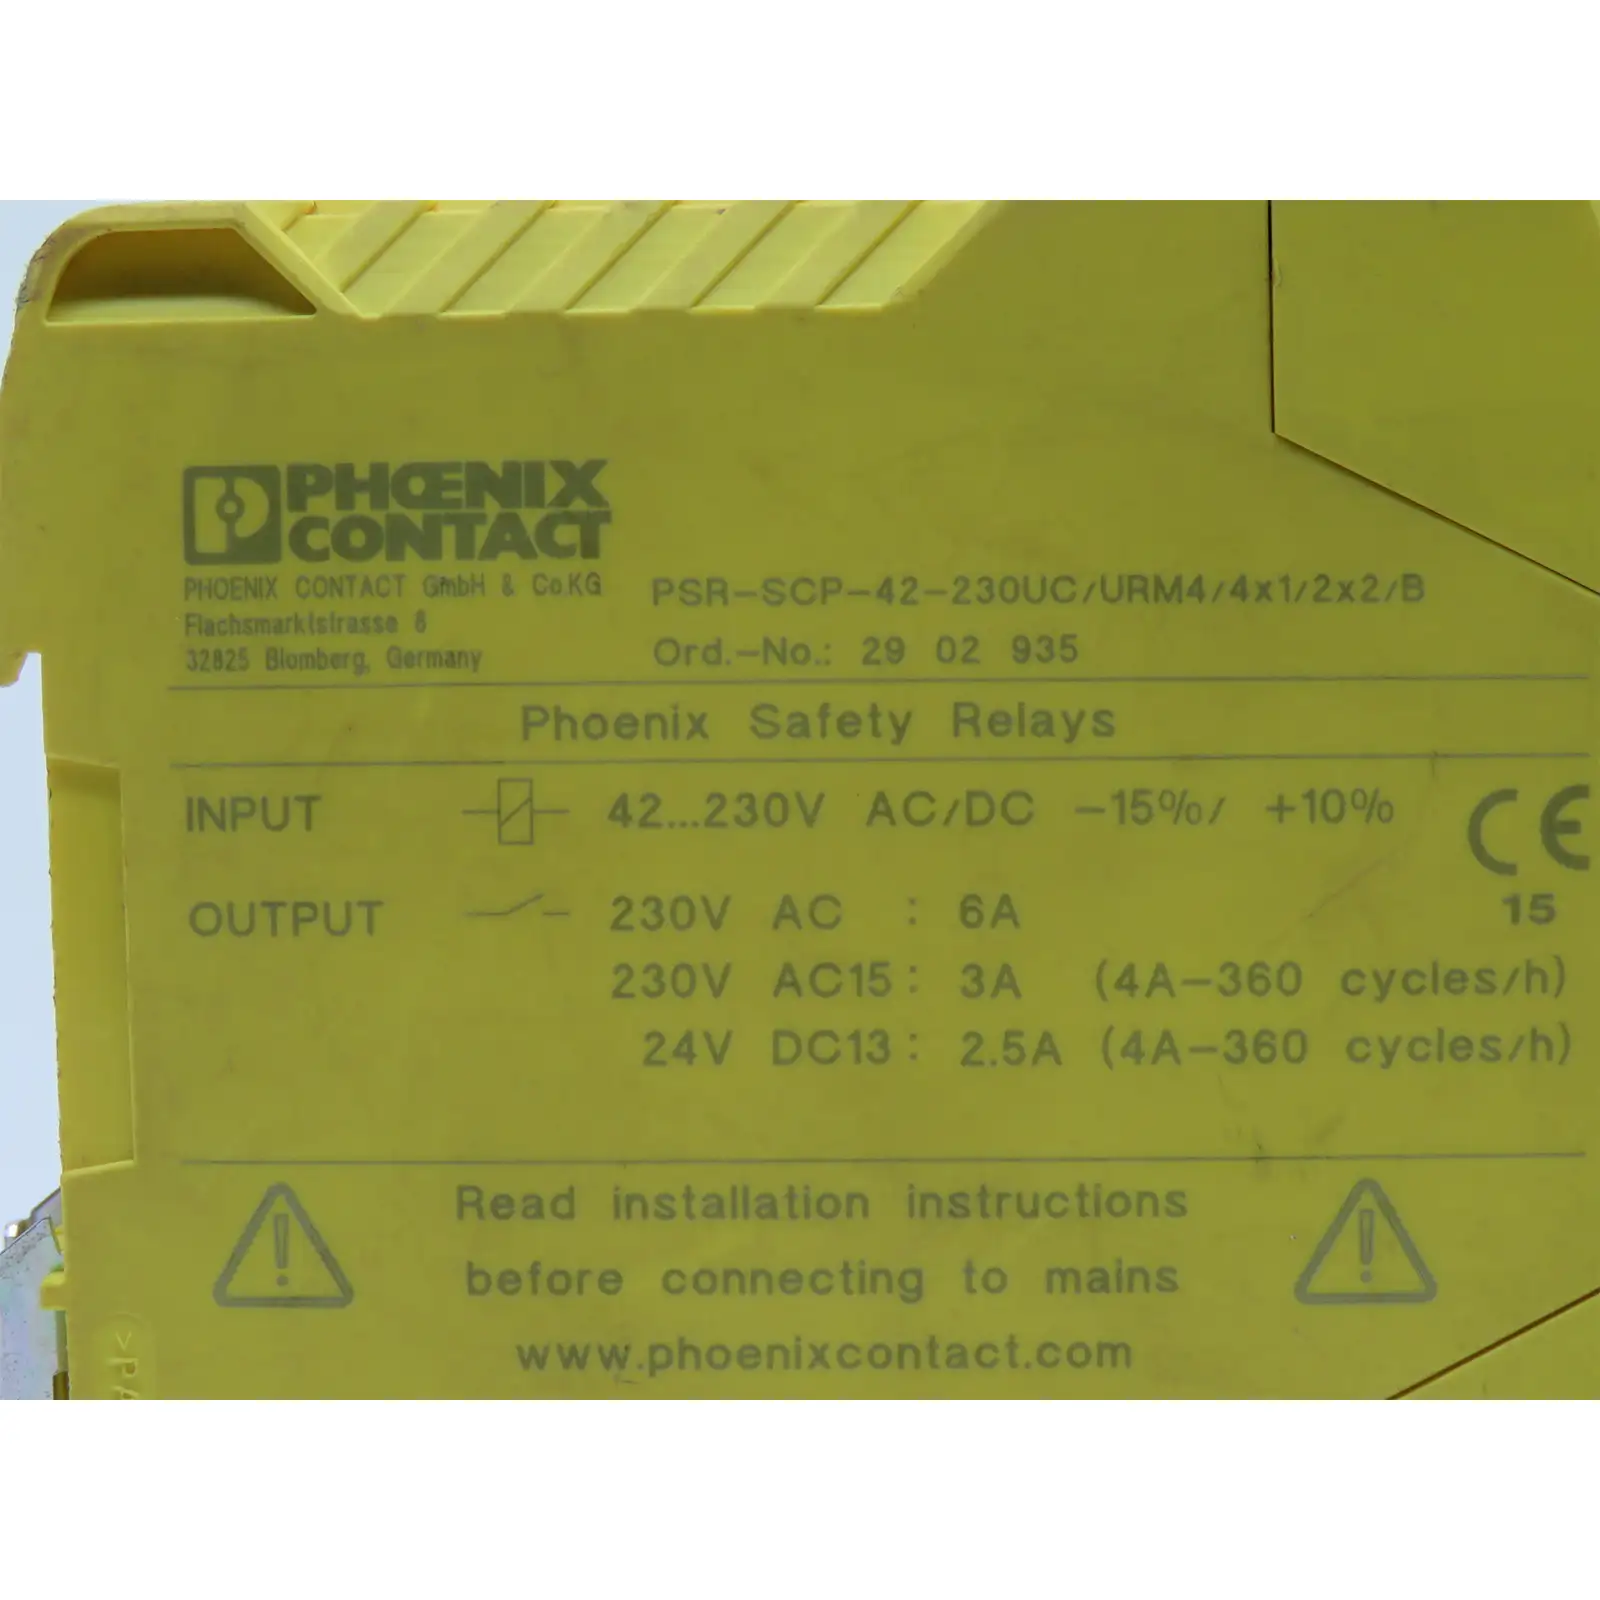 PHŒNIX
CONTACT
PHOENIX CONTACT GmbH & Co.KG
Flachsmarktstrasse 8
32825 Blomberg, Germany
PSR-SCP-42-230UC/URM4/4x1/2x2/B
Ord.-No.: 29 02 935
Phoenix Safety Relays
INPUT 42...230V AC/DC -15%/ +10%
CE
15
OUTPUT 230V AC : 6A
230V AC15: 3A (4A-360 cycles/h)
24V DC13: 2.5A (4A-360 cycles/h)
Read installation instructions
before connecting to mains
www.phoenixcontact.com